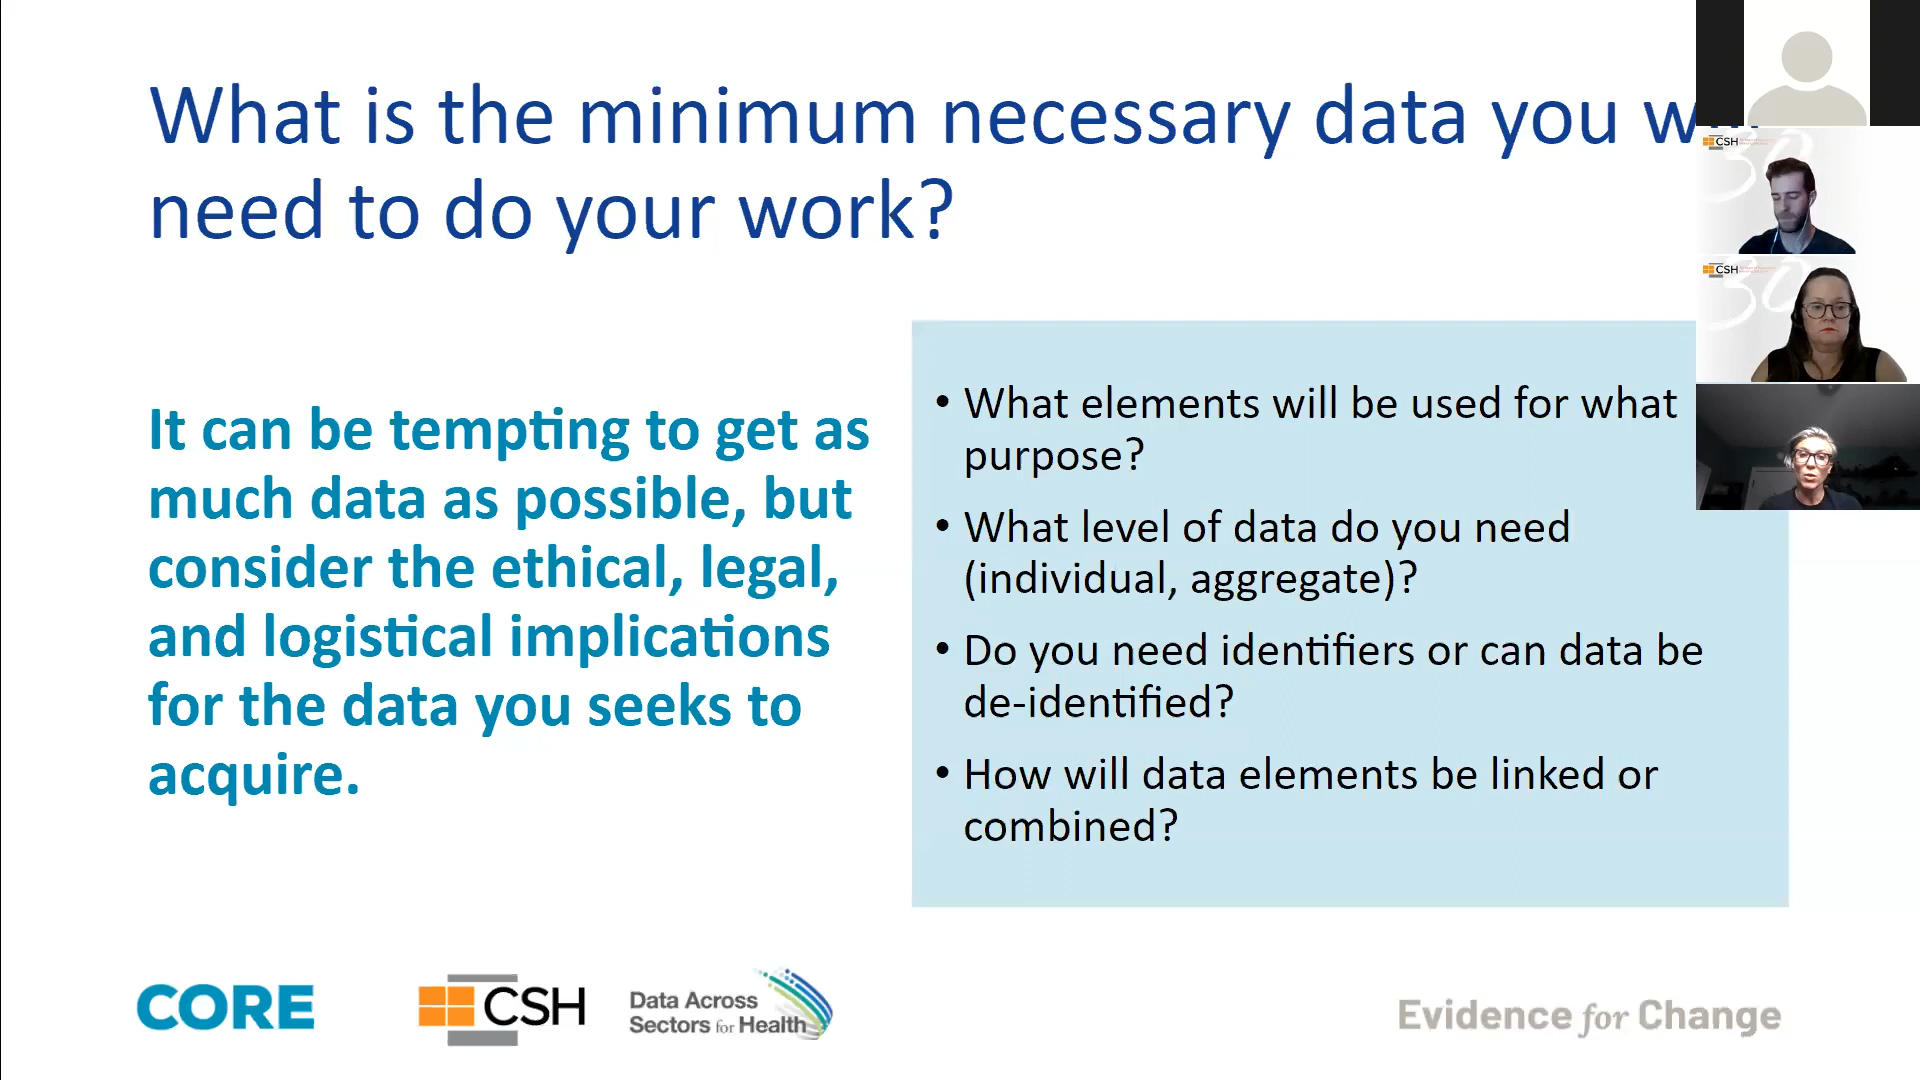 What is the minimum necessary data you
need to do your work?
It can be tempting to get as
much data as possible, but
consider the ethical, legal,
and logistical implications
for the data you seeks to
acquire.
• What elements will be used for what
purpose?
• What level of data do you need
(individual, aggregate)?
• Do you need identifiers or can data be
de-identified?
• How will data elements be linked or
combined?
CORE
CSH
Data Across
Sectors for Health
Evidence for Change
CSH
30
CSH
30